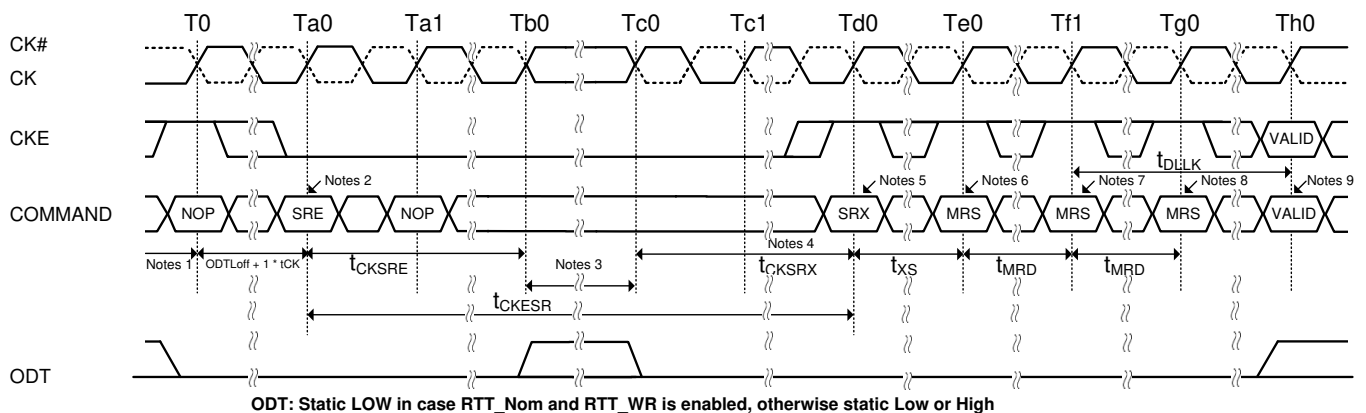 T0 Ta0 Ta1 Tb0 Tc0 Tc1 Td0 Te0 Tf1 Tg0 Th0
CK#
CK
CKE
VALID
tDLLK
Notes 2 Notes 5 Notes 6 Notes 7 Notes 8 Notes 9
COMMAND NOP SRE NOP SRX MRS MRS MRS VALID
Notes 1 ODTLoff + 1 * tCK tCKSRE Notes 3 Notes 4 tCKSRX tXS tMRD tMRD
tCKESR
ODT
ODT: Static LOW in case RTT_Nom and RTT_WR is enabled, otherwise static Low or High